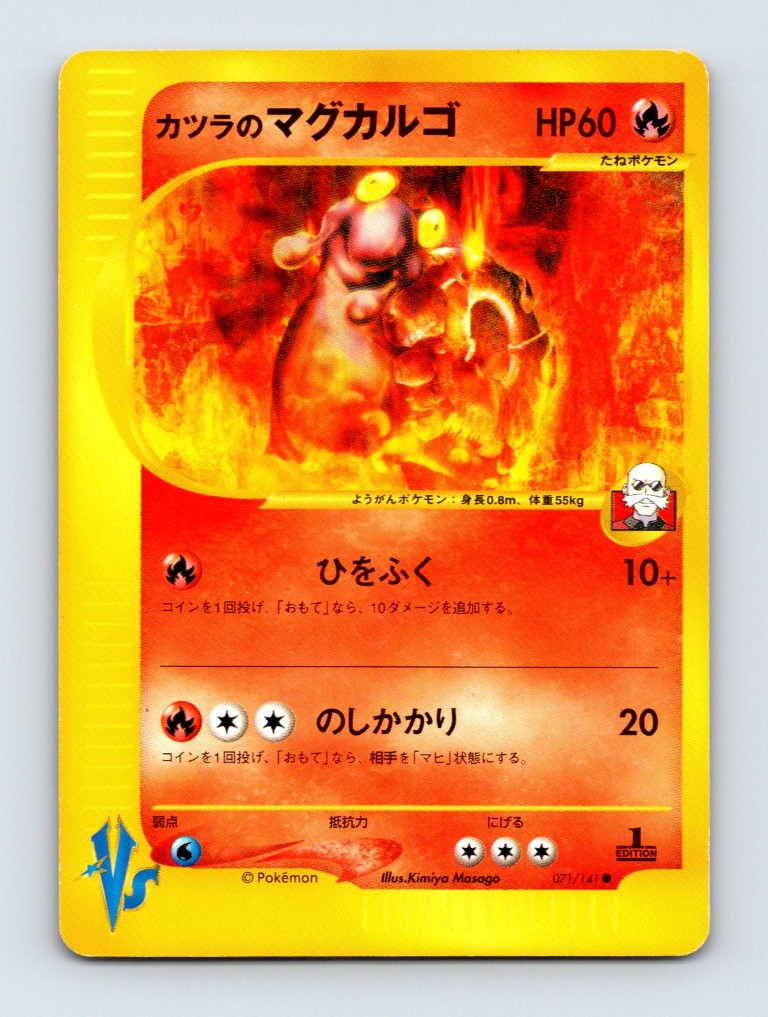 カツラのマグカルゴ HP60
たねポケモン
ようがんポケモン：身長0.8m、体重55kg
ひをふく 10+
コインを1回投げ、「おもて」なら、10ダメージを追加する。
のしかかり 20
コインを1回投げ、「おもて」なら、相手を「マヒ」状態にする。
弱点 抵抗力 にげる
1
EDITION
VS
©Pokémon Illus.Kimiya Masago 071/141●